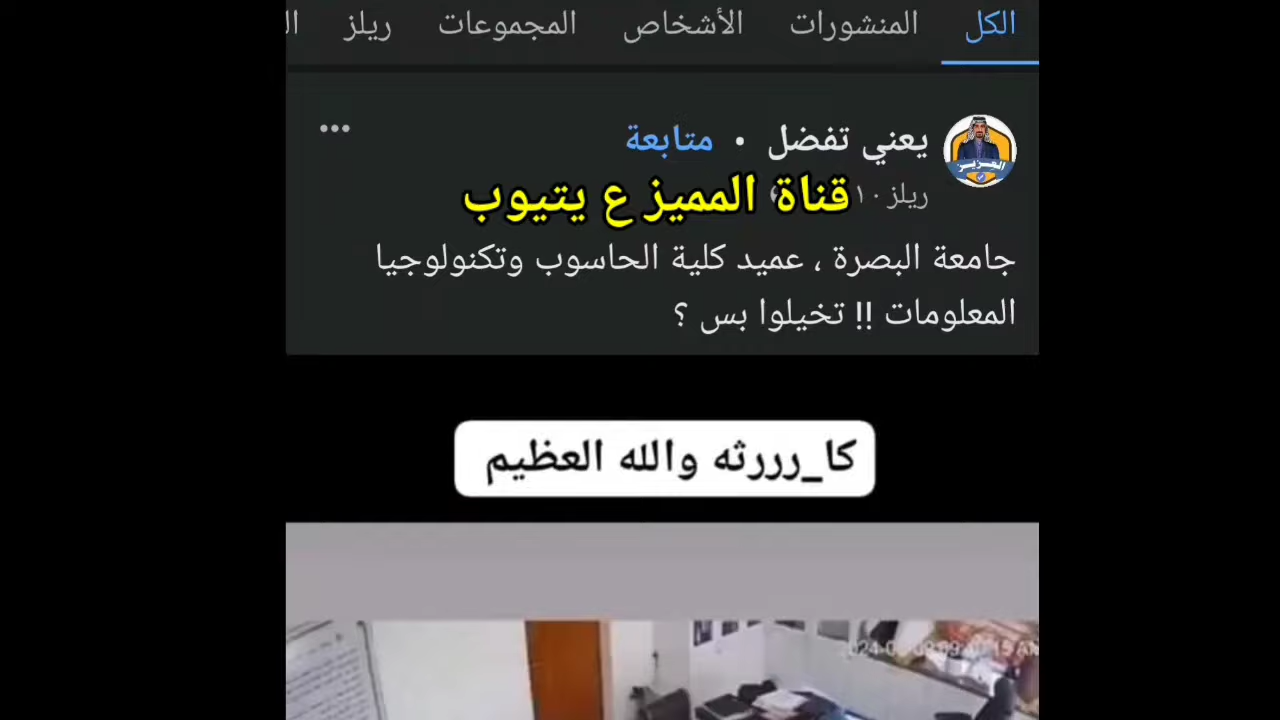 الكل المنشورات الأشخاص المجموعات ريلز
يعني تفضل • متابعة
ريلز
قناة المميز ع يتيوب
جامعة البصرة ، عميد كلية الحاسوب وتكنولوجيا
المعلومات !! تخيلوا بس ؟
كا_رررثه والله العظيم